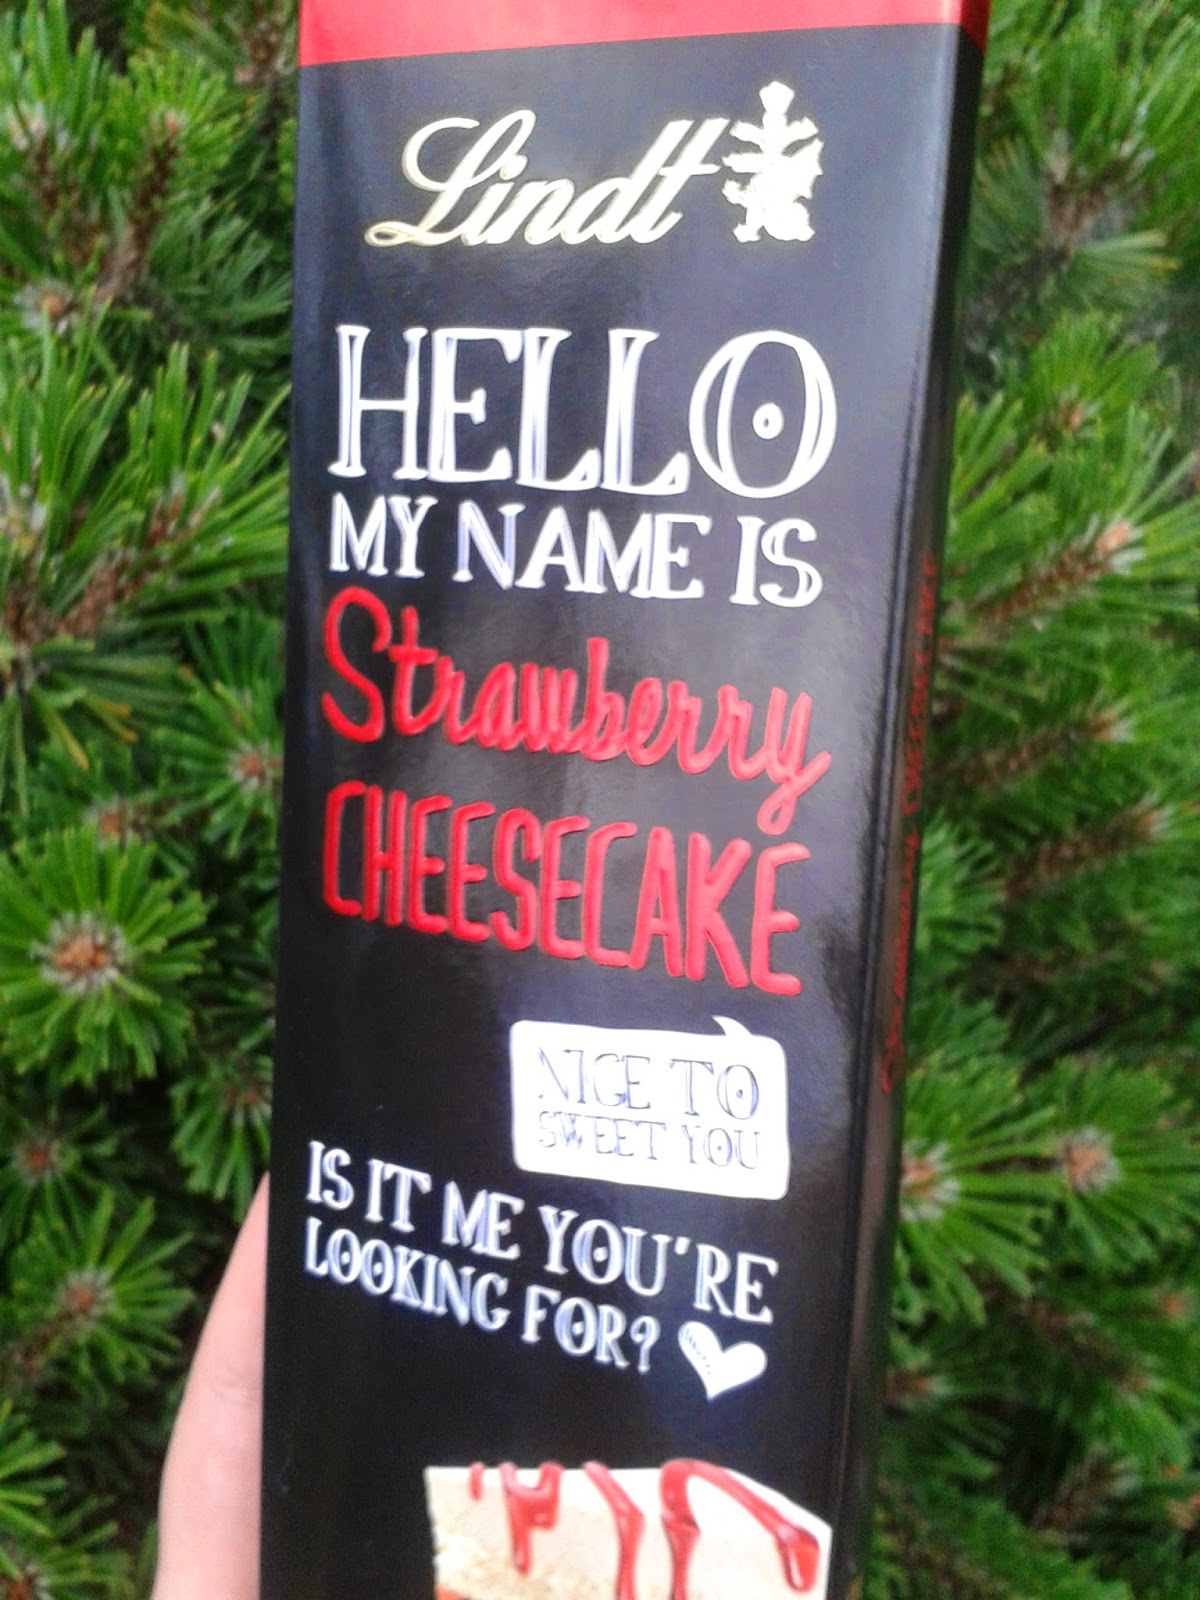 Lindt
HELLO
MY NAME IS
Strawberry
CHEESECAKE
NICE TO
SWEET YOU
IS IT ME YOU'RE
LOOKING FOR?